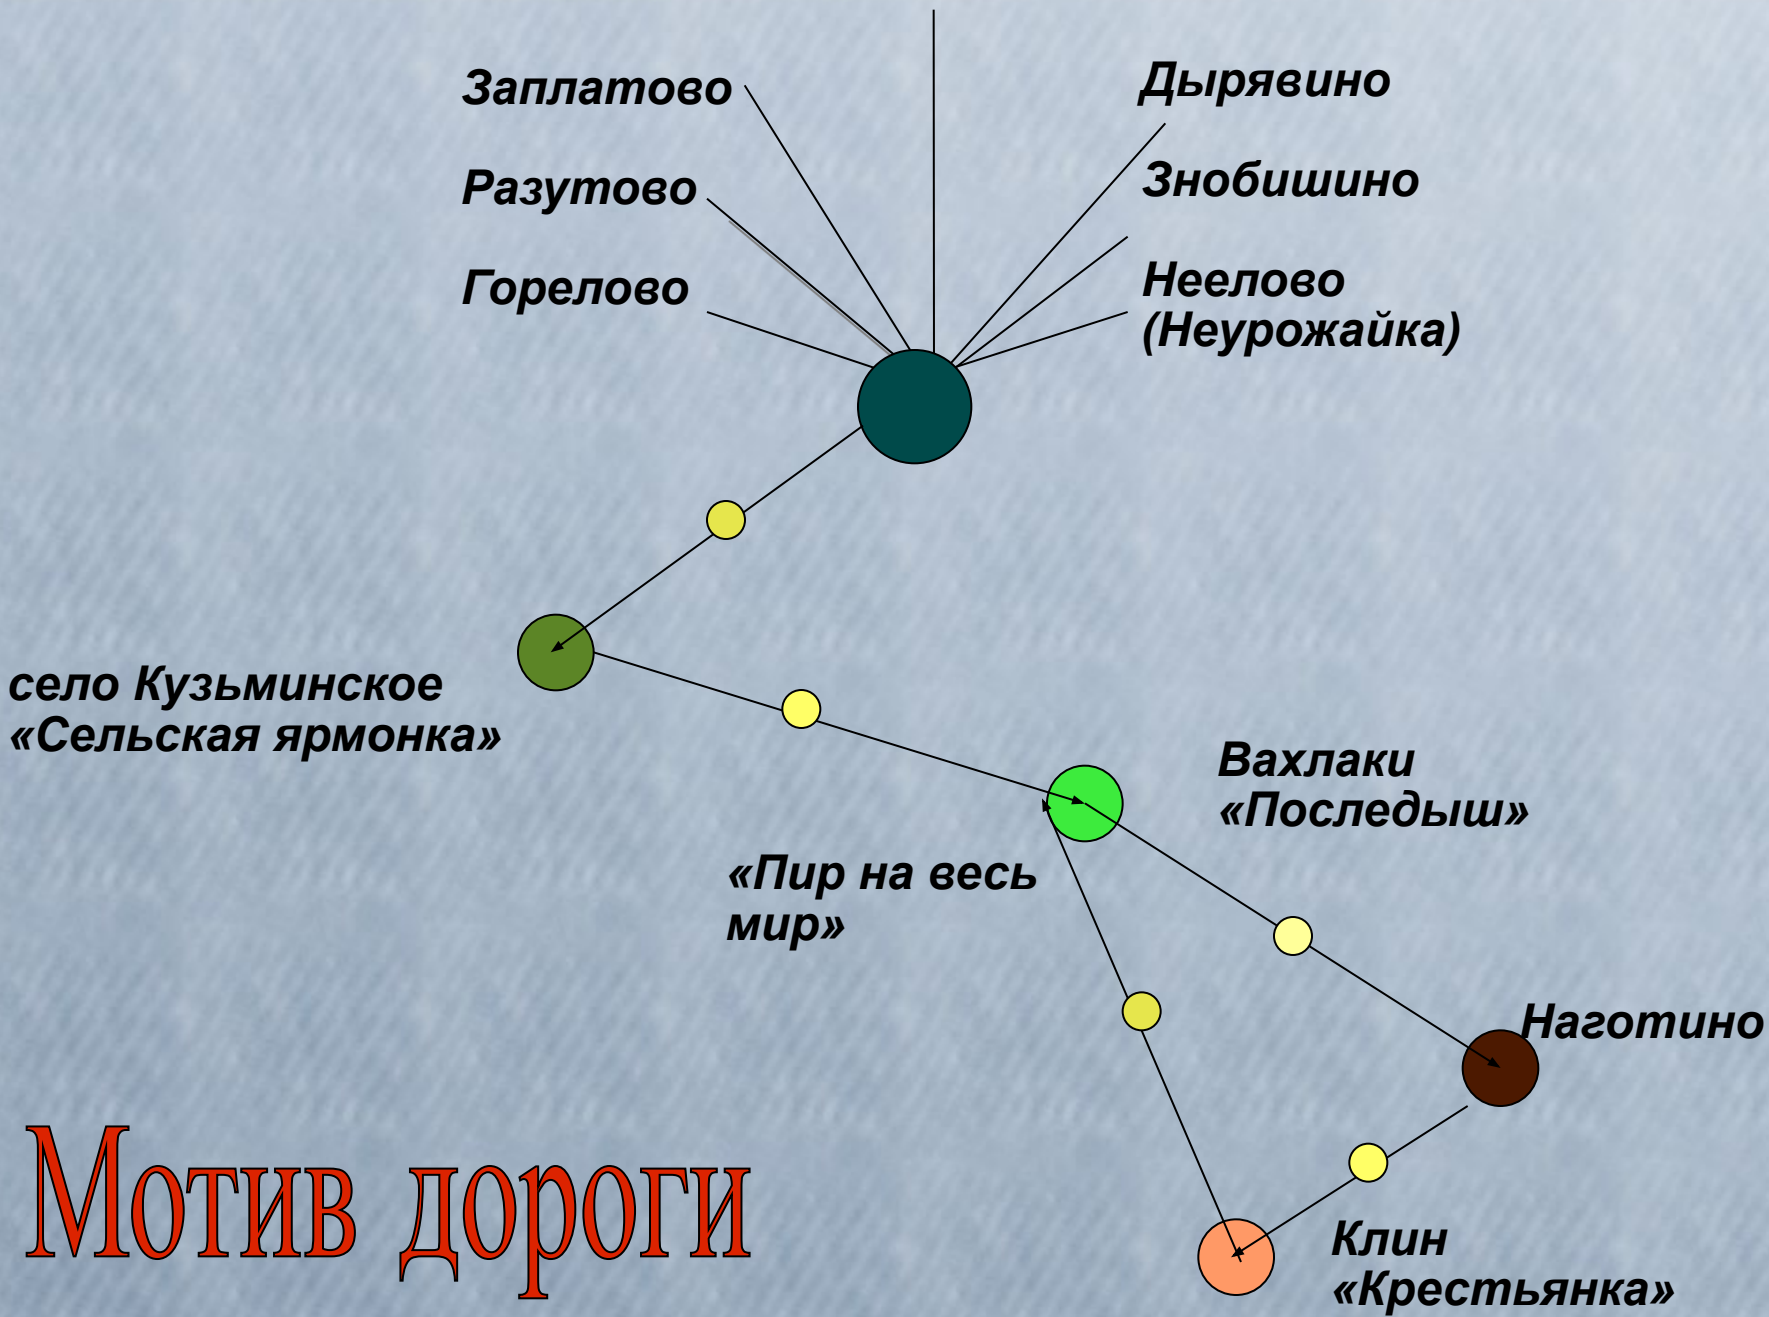 Заплатово
Разутово
Горелово
Дырявино
Знобишино
Неелово
(Неурожайка)
село Кузьминское
«Сельская ярмонка»
Вахлаки
«Последыш»
«Пир на весь
мир»
Наготино
Клин
«Крестьянка»
Мотив дороги